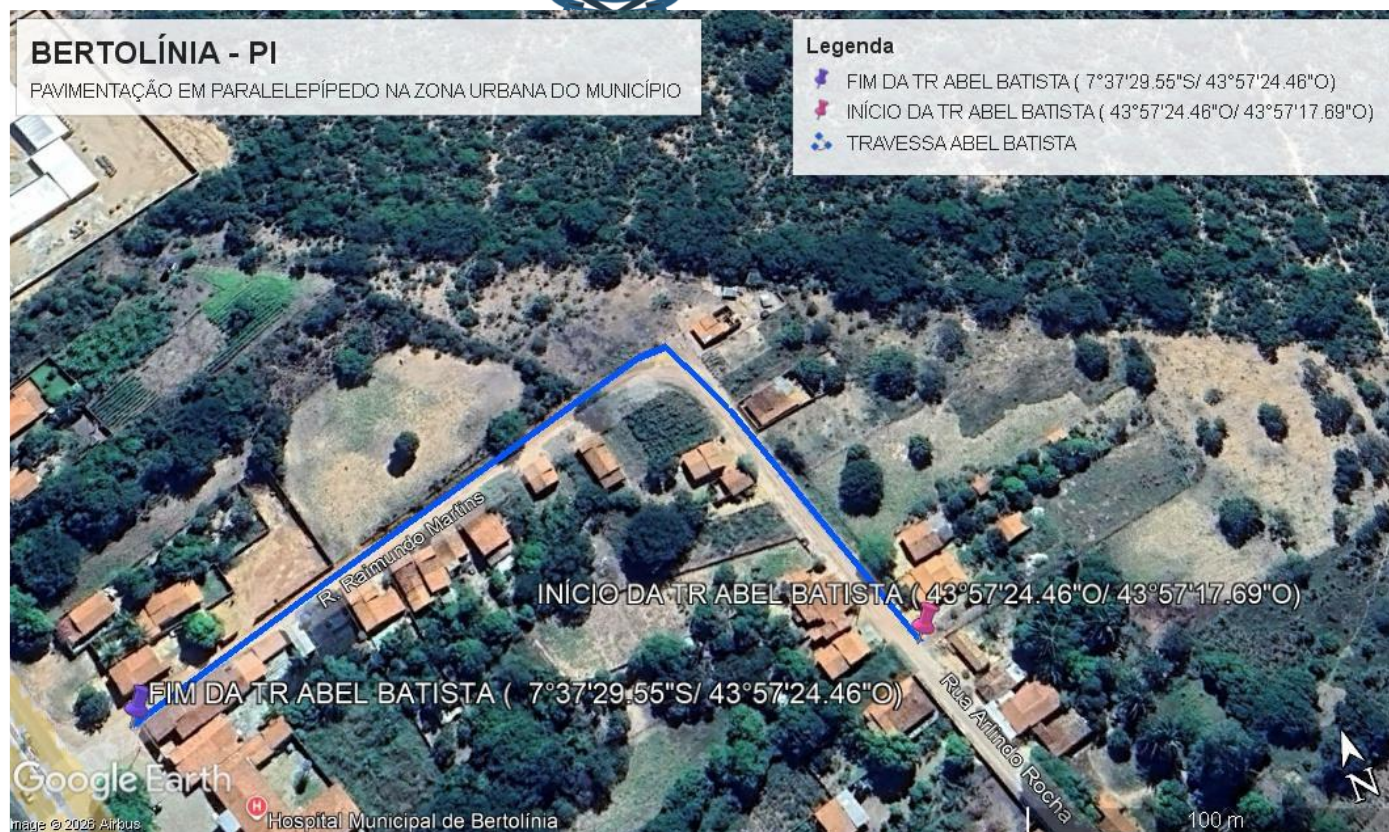 BERTOLÍNIA - PI
PAVIMENTAÇÃO EM PARALELEPÍPEDO NA ZONA URBANA DO MUNICÍPIO
Legenda
FIM DA TR ABEL BATISTA ( 7°37'29.55"S/ 43°57'24.46"O)
INÍCIO DA TR ABEL BATISTA ( 43°57'24.46"O/ 43°57'17.69"O)
TRAVESSA ABEL BATISTA
R. Raimundo Martins
INÍCIO DA TR ABEL BATISTA ( 43°57'24.46"O/ 43°57'17.69"O)
FIM DA TR ABEL BATISTA ( 7°37'29.55"S/ 43°57'24.46"O)
Rua Arlindo Rocha
Google Earth
H
Hospital Municipal de Bertolínia
mage © 2026 Airbus
100 m
N